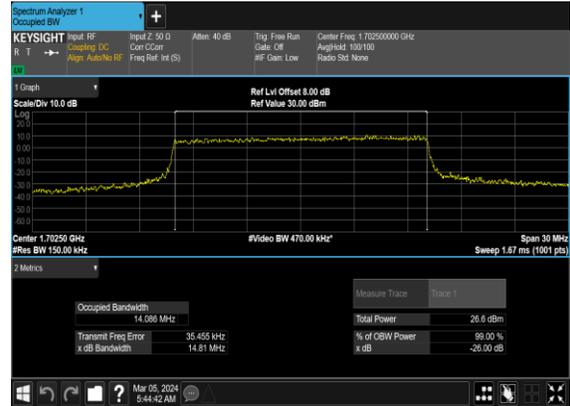 Spectrum Analyzer 1
Occupied BW
KEYSIGHT Input: RF Input Z: 50 Ω Atten: 40 dB Trig: Free Run Center Freq: 1.702500000 GHz
R T Coupling: DC Corr CCorr Gate: Off Avg|Hold: 100/100
Align: Auto/No RF Freq Ref: Int (S) #IF Gain: Low Radio Std: None
1 Graph
Scale/Div 10.0 dB
Ref Lvl Offset 8.00 dB
Ref Value 30.00 dBm
Log
20.0
10.0
0.00
-10.0
-20.0
-30.0
-40.0
-50.0
-60.0
Center 1.70250 GHz #Video BW 470.00 kHz* Span 30 MHz
#Res BW 150.00 kHz Sweep 1.67 ms (1001 pts)
2 Metrics
Measure Trace Trace 1
Occupied Bandwidth
14.086 MHz
Total Power 26.6 dBm
Transmit Freq Error 35.455 kHz % of OBW Power 99.00 %
x dB Bandwidth 14.81 MHz x dB -26.00 dB
Mar 05, 2024
5:44:42 AM